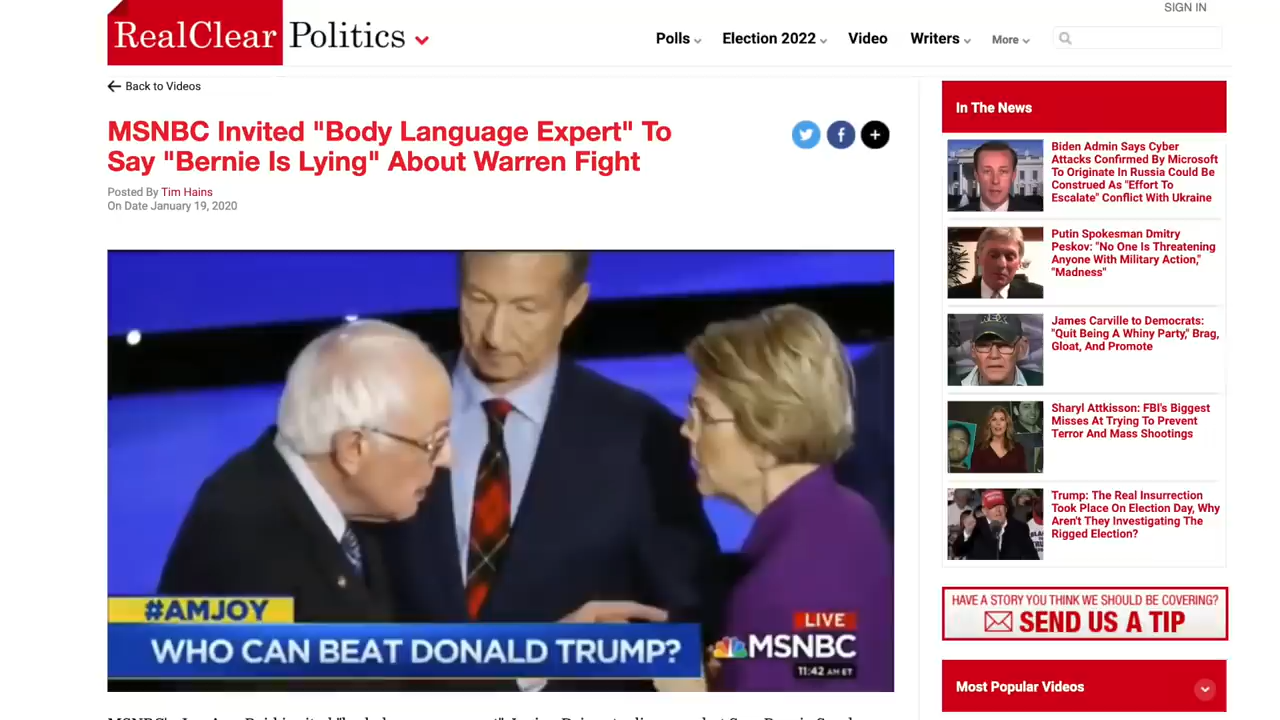 SIGN IN
RealClear Politics
Polls
Election 2022
Video
Writers
More
Back to Videos
MSNBC Invited "Body Language Expert" To
Say "Bernie Is Lying" About Warren Fight
Posted By Tim Hains
On Date January 19, 2020
#AMJOY
WHO CAN BEAT DONALD TRUMP?
LIVE
MSNBC
11:42 AM ET
In The News
Biden Admin Says Cyber
Attacks Confirmed By Microsoft
To Originate In Russia Could Be
Construed As "Effort To
Escalate" Conflict With Ukraine
Putin Spokesman Dmitry
Peskov: "No One Is Threatening
Anyone With Military Action,"
"Madness"
James Carville to Democrats:
"Quit Being A Whiny Party," Brag,
Gloat, And Promote
Sharyl Attkisson: FBI's Biggest
Misses At Trying To Prevent
Terror And Mass Shootings
Trump: The Real Insurrection
Took Place On Election Day, Why
Aren't They Investigating The
Rigged Election?
HAVE A STORY YOU THINK WE SHOULD BE COVERING?
SEND US A TIP
Most Popular Videos